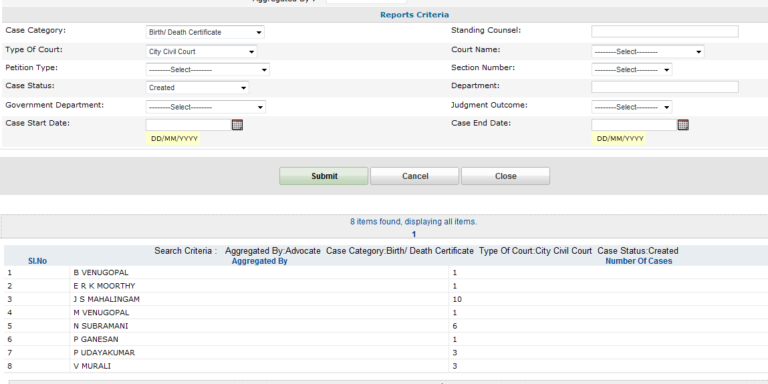 Aggregated By :
Reports Criteria
Case Category: Birth/ Death Certificate Standing Counsel:
Type Of Court: City Civil Court Court Name: --------Select--------
Petition Type: --------Select-------- Section Number: --------Select--------
Case Status: Created Department:
Government Department: --------Select-------- Judgment Outcome: --------Select--------
Case Start Date: Case End Date:
DD/MM/YYYY DD/MM/YYYY
Submit Cancel Close
8 items found, displaying all items.
1
Search Criteria : Aggregated By:Advocate Case Category:Birth/ Death Certificate Type Of Court:City Civil Court Case Status:Created
Sl.No Aggregated By Number Of Cases
1 B VENUGOPAL 1
2 E R K MOORTHY 1
3 J S MAHALINGAM 10
4 M VENUGOPAL 1
5 N SUBRAMANI 6
6 P GANESAN 1
7 P UDAYAKUMAR 3
8 V MURALI 3